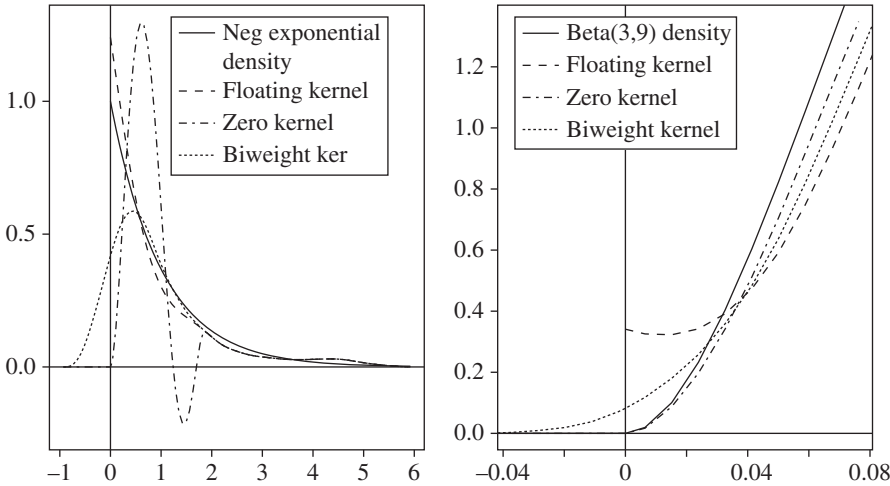 Neg exponential
density
Floating kernel
Zero kernel
Biweight ker
1.0
0.5
0.0
–1 0 1 2 3 4 5 6
Beta(3,9) density
Floating kernel
Zero kernel
Biweight kernel
1.2
1.0
0.8
0.6
0.4
0.2
0.0
–0.04 0 0.04 0.08